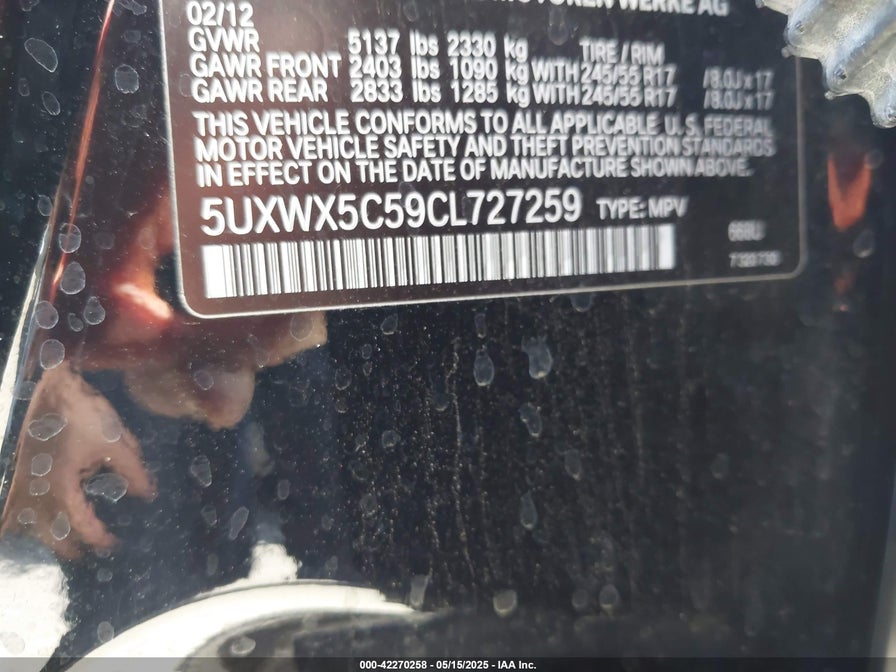 WERKE AG
02/12
GVWR 5137 lbs 2330 kg TIRE / RIM
GAWR FRONT 2403 lbs 1090 kg WITH 245/55 R17 /8.0J x 17
GAWR REAR 2833 lbs 1285 kg WITH 245/55 R17 /8.0J x 17
THIS VEHICLE CONFORMS TO ALL APPLICABLE U.S. FEDERAL
MOTOR VEHICLE SAFETY AND THEFT PREVENTION STANDARDS
IN EFFECT ON THE DATE OF MANUFACTURE SHOWN ABOVE.
5UXWX5C59CL727259 TYPE: MPV
000-42270258 - 05/15/2025 - IAA Inc.